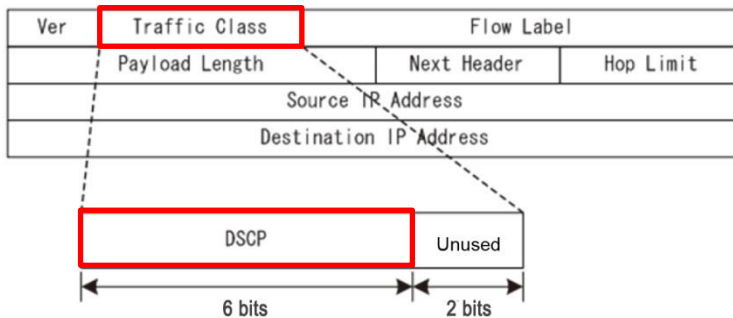 Ver Traffic Class Flow Label
Payload Length Next Header Hop Limit
Source IP Address
Destination IP Address
DSCP Unused
6 bits 2 bits